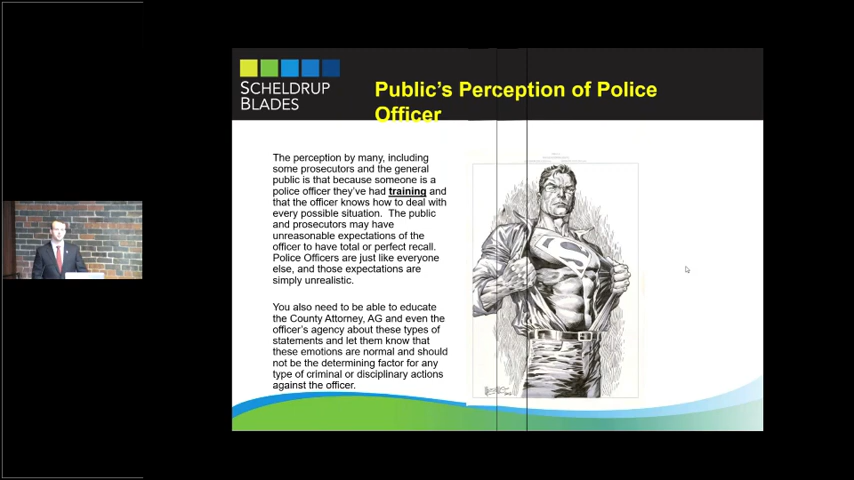 SCHELDRUP
BLADES
Public's Perception of Police
Officer
The perception by many, including
some prosecutors and the general
public is that because someone is a
police officer they've had training and
that the officer knows how to deal with
every possible situation.  The public
and prosecutors may have
unreasonable expectations of the
officer to have total or perfect recall.
Police Officers are just like everyone
else, and those expectations are
simply unrealistic.
You also need to be able to educate
the County Attorney, AG and even the
officer's agency about these types of
statements and let them know that
these emotions are normal and should
not be the determining factor for any
type of criminal or disciplinary actions
against the officer.